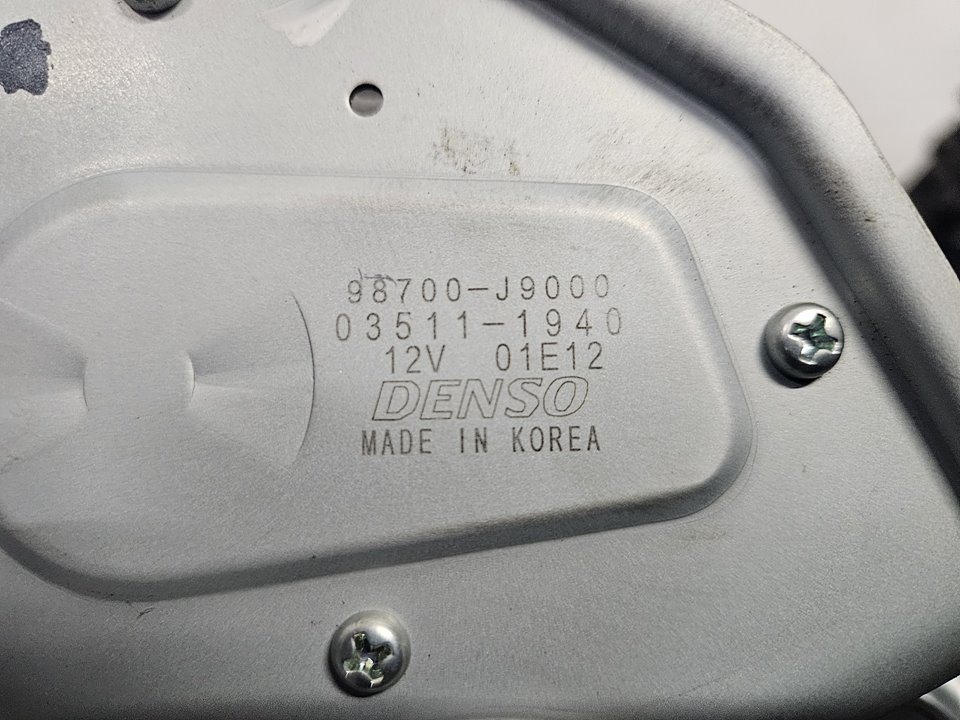 98700-J9000
03511-1940
12V 01E12
DENSO
MADE IN KOREA